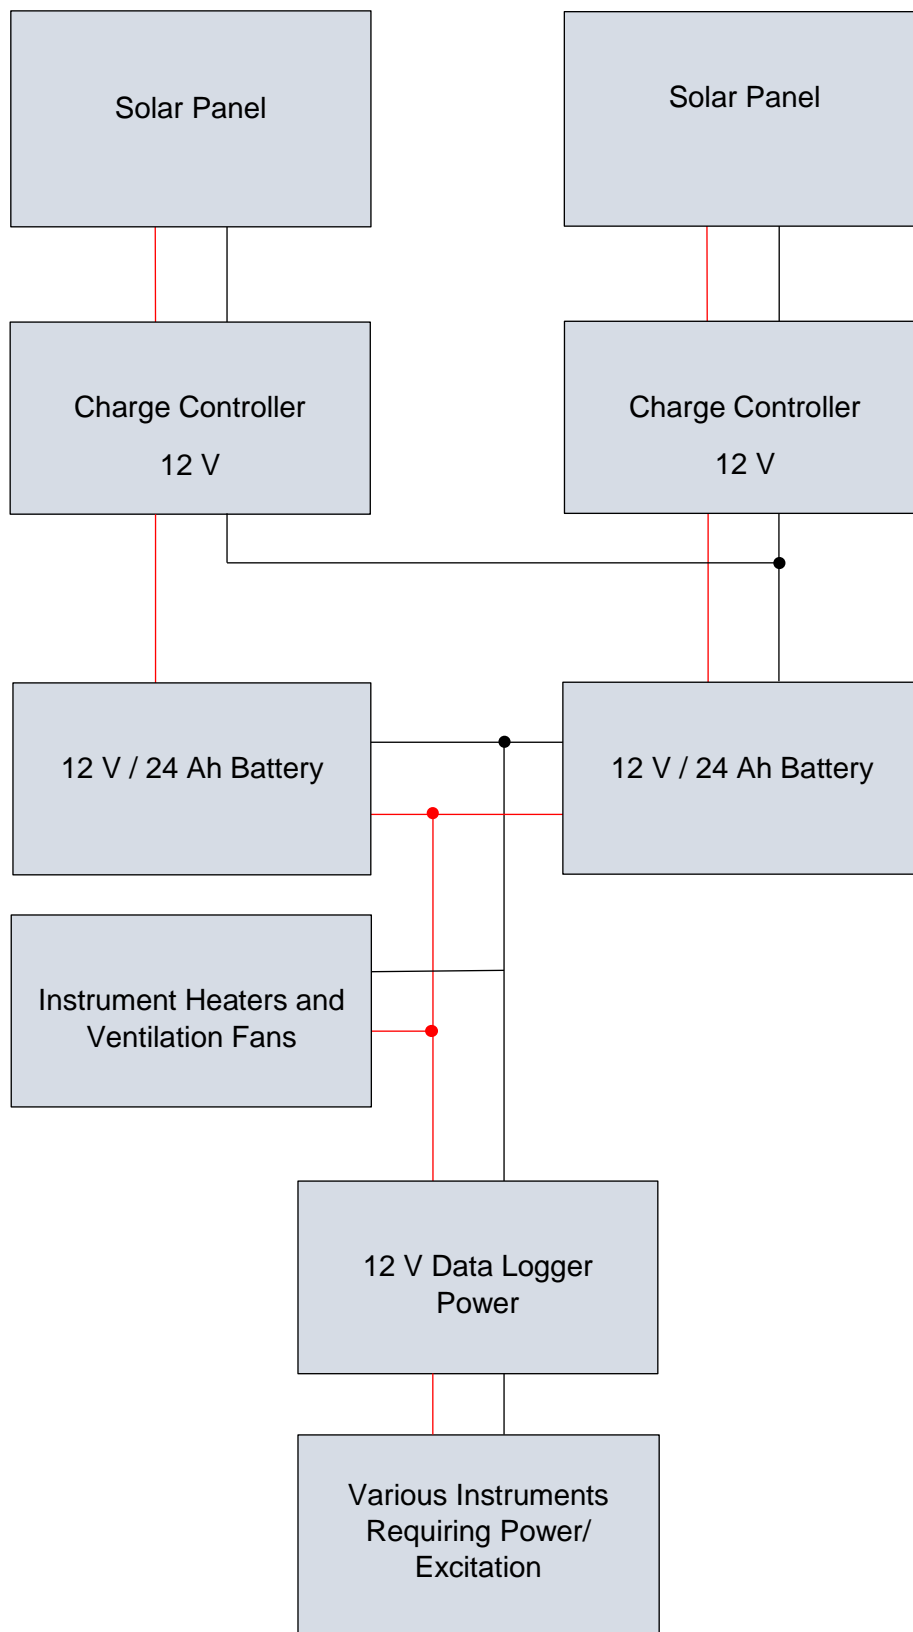 Solar Panel
Solar Panel
Charge Controller
12 V
Charge Controller
12 V
12 V / 24 Ah Battery
12 V / 24 Ah Battery
Instrument Heaters and
Ventilation Fans
12 V Data Logger
Power
Various Instruments
Requiring Power/
Excitation